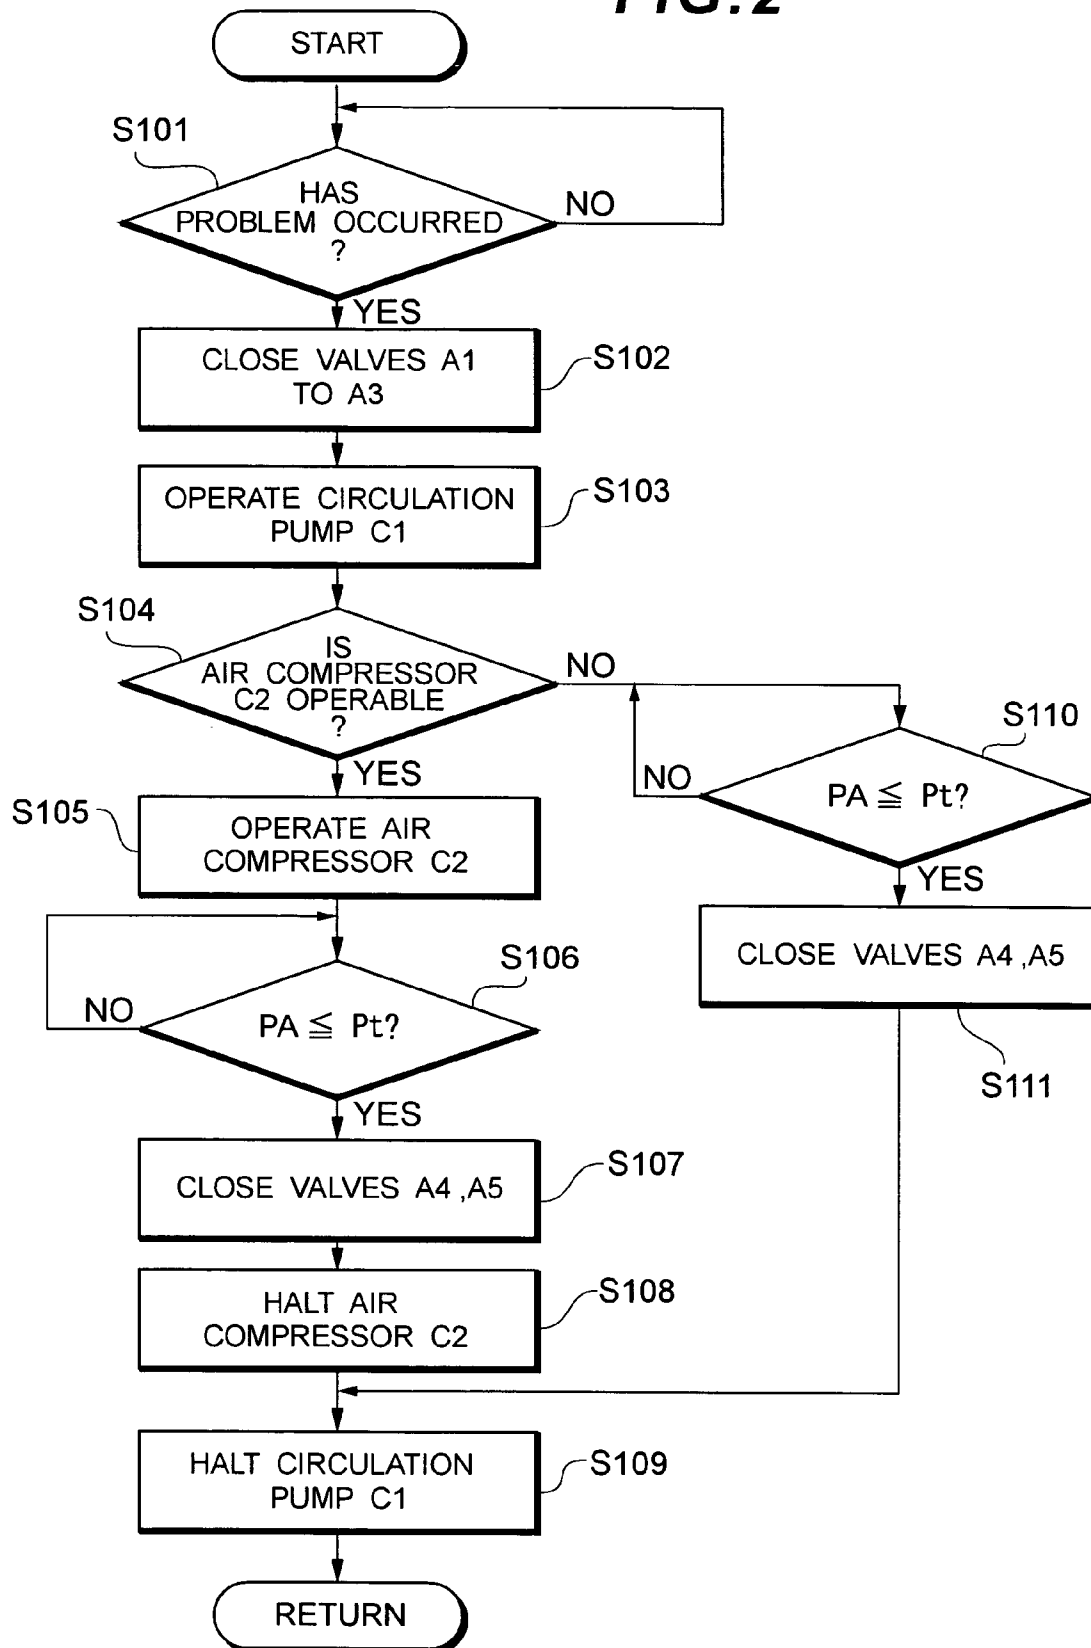 FIG. 2
START
S101
HAS
PROBLEM OCCURRED
?
NO
YES
CLOSE VALVES A1
TO A3
S102
OPERATE CIRCULATION
PUMP C1
S103
S104
IS
AIR COMPRESSOR
C2 OPERABLE
?
NO
YES
S110
PA ≦ Pt?
NO
YES
S105
OPERATE AIR
COMPRESSOR C2
CLOSE VALVES A4 ,A5
S111
S106
PA ≦ Pt?
NO
YES
CLOSE VALVES A4 ,A5
S107
HALT AIR
COMPRESSOR C2
S108
HALT CIRCULATION
PUMP C1
S109
RETURN